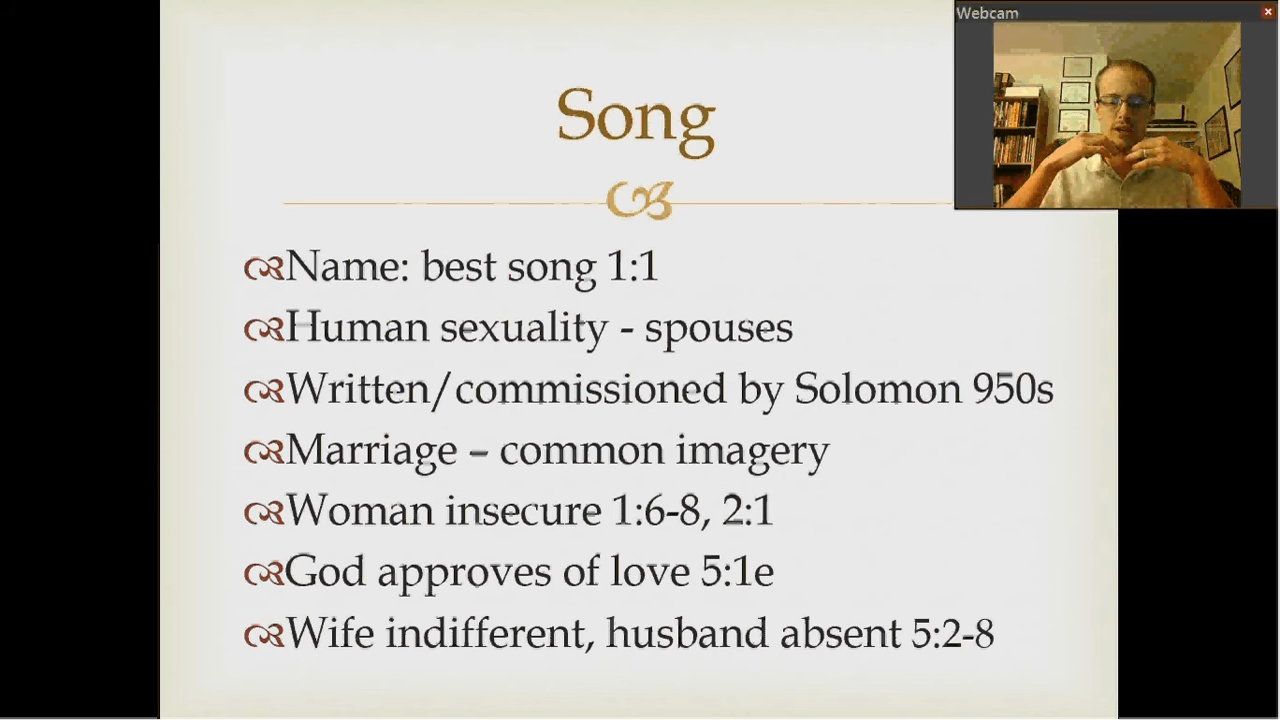 Webcam
Song
Name: best song 1:1
Human sexuality - spouses
Written/commissioned by Solomon 950s
Marriage – common imagery
Woman insecure 1:6-8, 2:1
God approves of love 5:1e
Wife indifferent, husband absent 5:2-8